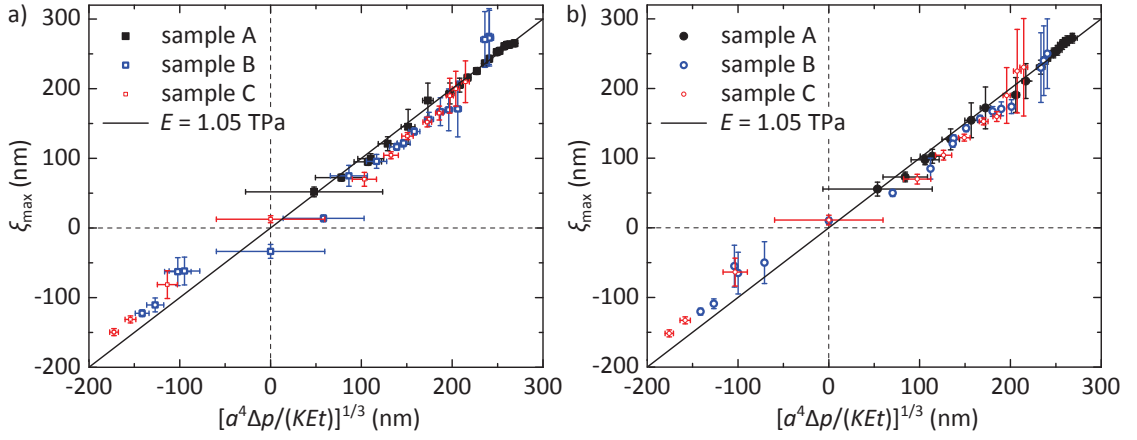 a)
sample A
sample B
sample C
E = 1.05 TPa
300
200
100
0
-100
-200
ξmax (nm)
-200 -100 0 100 200 300
[a⁴Δp/(KEt)]¹/³ (nm)
b)
sample A
sample B
sample C
E = 1.05 TPa
300
200
100
0
-100
-200
ξmax (nm)
-200 -100 0 100 200 300
[a⁴Δp/(KEt)]¹/³ (nm)